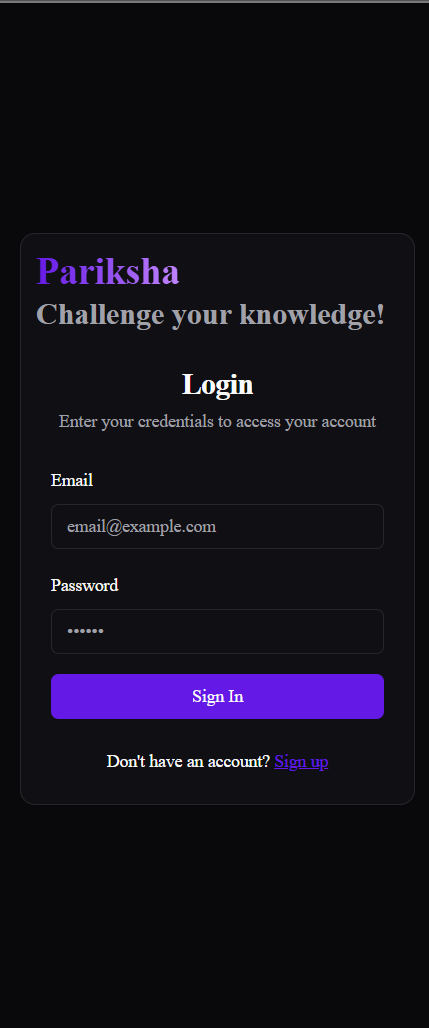 Pariksha
Challenge your knowledge!
Login
Enter your credentials to access your account
Email
email@example.com
Password
••••••
Sign In
Don't have an account? Sign up